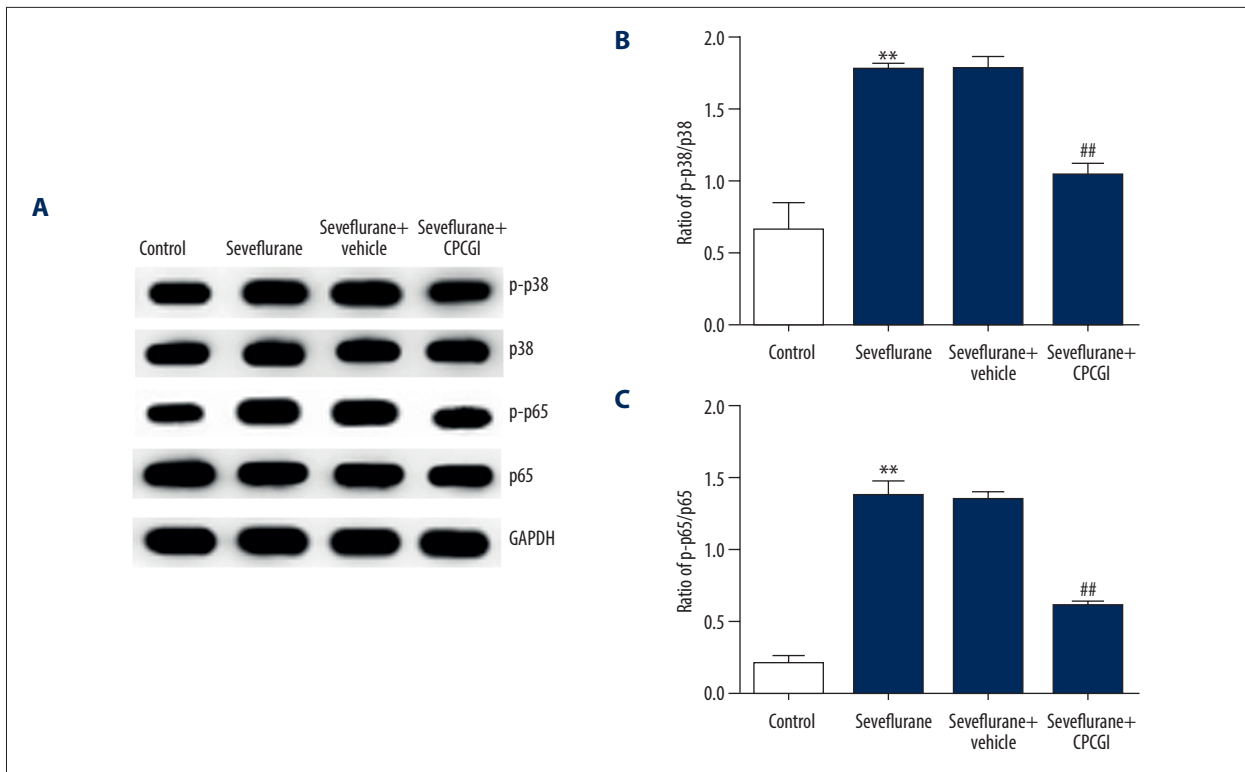 A
Control
Seveflurane
Seveflurane+
vehicle
Seveflurane+
CPCGI
p-p38
p38
p-p65
p65
GAPDH
B
Ratio of p-p38/p38
2.0
1.5
1.0
0.5
0.0
**
##
Control
Seveflurane
Seveflurane+
vehicle
Seveflurane+
CPCGI
C
Ratio of p-p65/p65
2.0
1.5
1.0
0.5
0.0
**
##
Control
Seveflurane
Seveflurane+
vehicle
Seveflurane+
CPCGI